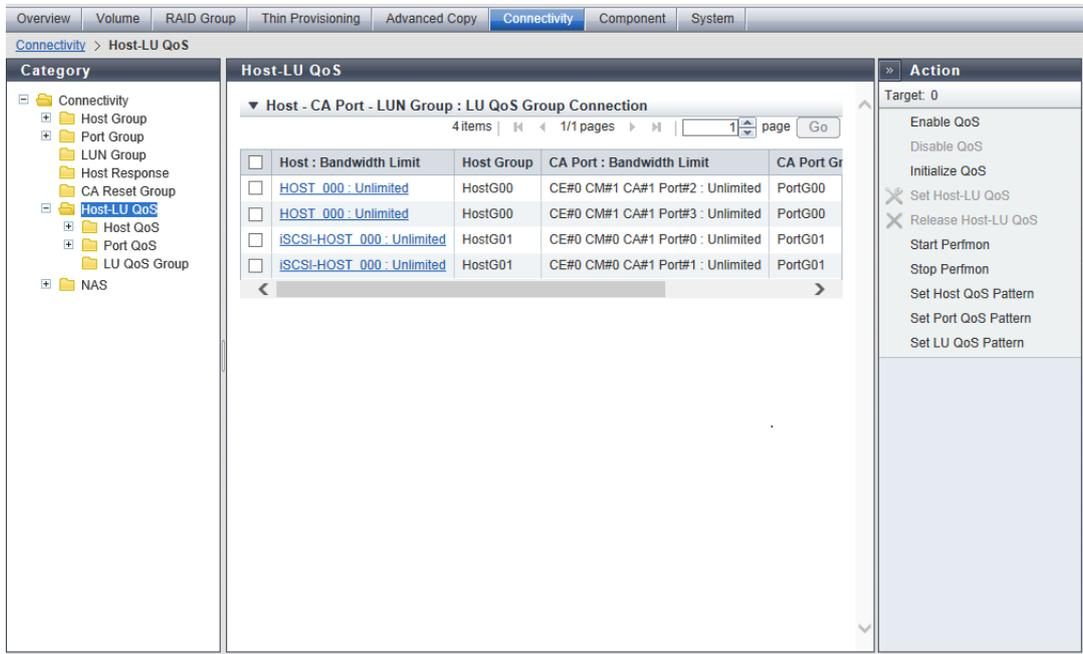 Overview Volume RAID Group Thin Provisioning Advanced Copy Connectivity Component System
Connectivity > Host-LU QoS
Category
Connectivity
Host Group
Port Group
LUN Group
Host Response
CA Reset Group
Host-LU QoS
Host QoS
Port QoS
LU QoS Group
NAS
Host-LU QoS
Host - CA Port - LUN Group : LU QoS Group Connection
4 items 1/1 pages 1 page Go
Host : Bandwidth Limit Host Group CA Port : Bandwidth Limit CA Port Gr
HOST_000 : Unlimited HostG00 CE#0 CM#1 CA#1 Port#2 : Unlimited PortG00
HOST_000 : Unlimited HostG00 CE#0 CM#1 CA#1 Port#3 : Unlimited PortG00
iSCSI-HOST_000 : Unlimited HostG01 CE#0 CM#0 CA#1 Port#0 : Unlimited PortG01
iSCSI-HOST_000 : Unlimited HostG01 CE#0 CM#0 CA#1 Port#1 : Unlimited PortG01
» Action
Target: 0
Enable QoS
Disable QoS
Initialize QoS
Set Host-LU QoS
Release Host-LU QoS
Start Perfmon
Stop Perfmon
Set Host QoS Pattern
Set Port QoS Pattern
Set LU QoS Pattern